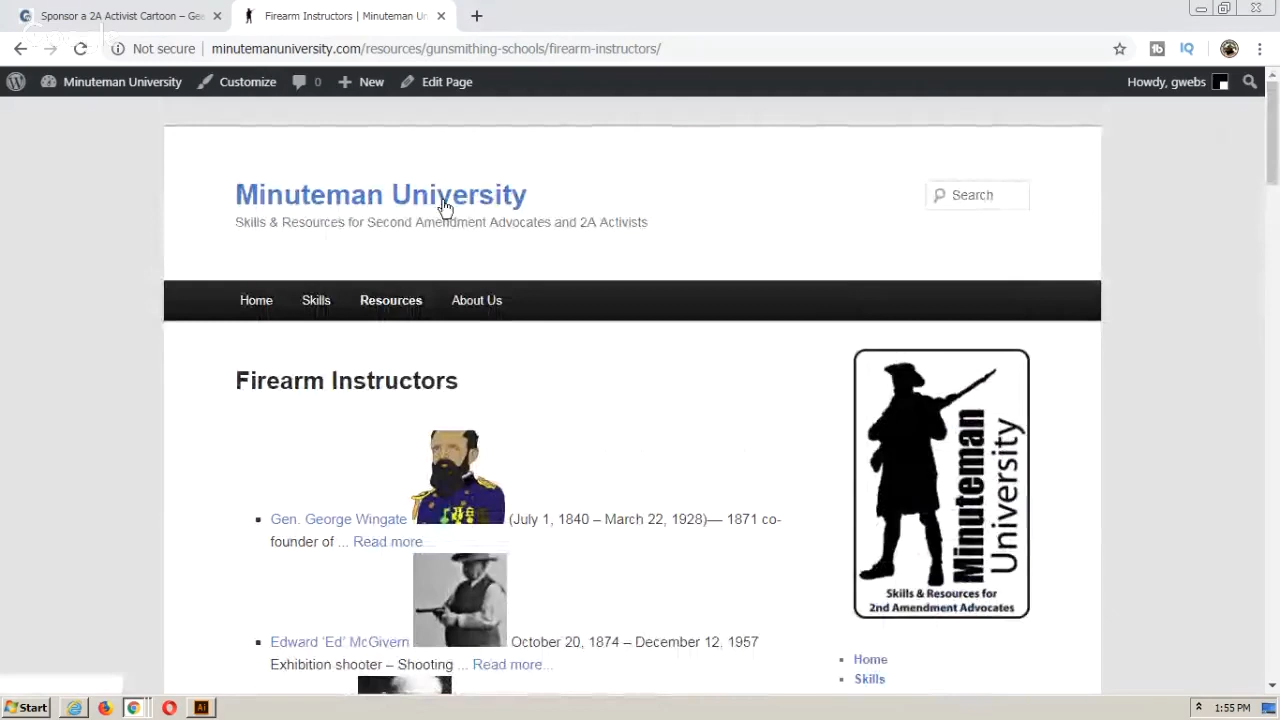 Sponsor a 2A Activist Cartoon – Ge
Firearm Instructors | Minuteman Un
Not secure
minutemanuniversity.com/resources/gunsmithing-schools/firearm-instructors/
Minuteman University
Customize
0
New
Edit Page
Howdy, gwebs
Minuteman University
Skills & Resources for Second Amendment Advocates and 2A Activists
Search
Home
Skills
Resources
About Us
Firearm Instructors
Gen. George Wingate (July 1, 1840 – March 22, 1928)— 1871 co-
founder of ... Read more...
Edward ‘Ed’ McGivern October 20, 1874 – December 12, 1957
Exhibition shooter – Shooting ... Read more...
Minuteman
University
Skills & Resources for
2nd Amendment Advocates
Home
Skills
Start
Ai
1:55 PM